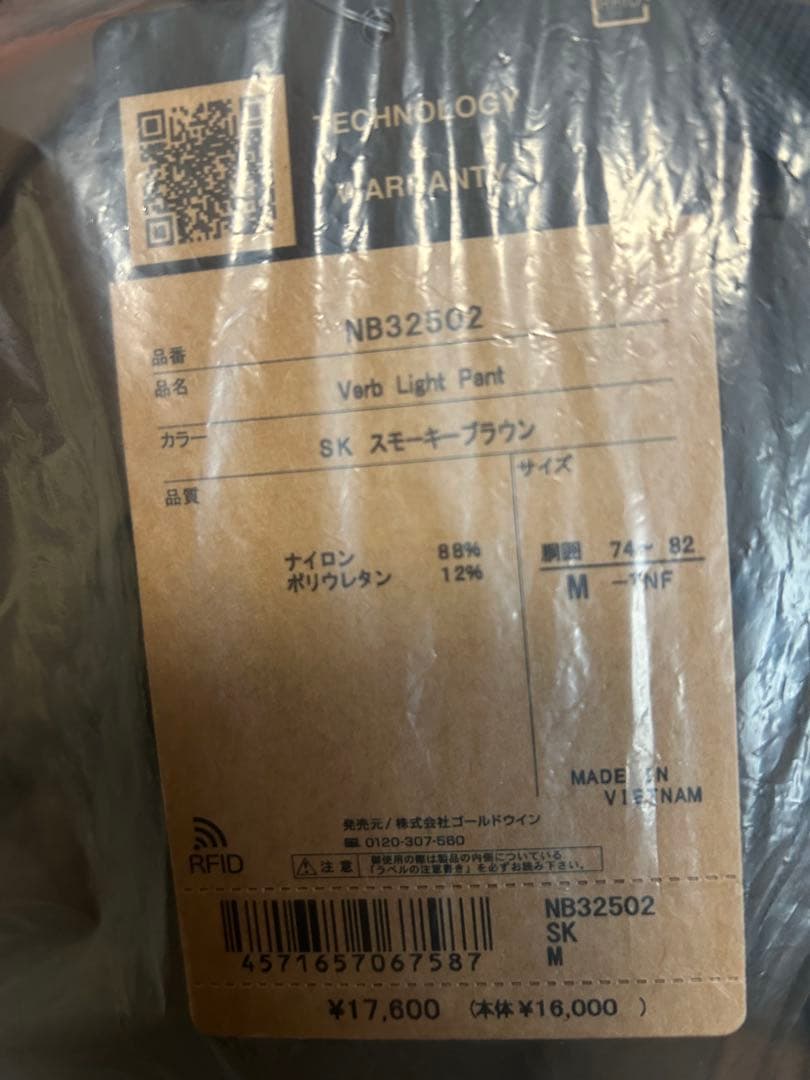 RFID
TECHNOLOGY
&
WARRANTY
品番 NB32502
品名 Verb Light Pant
カラー SK スモーキーブラウン
品質
サイズ
ナイロン 88%
ポリウレタン 12%
胴囲 74~ 82
M -TNF
MADE IN
VIETNAM
発売元/株式会社ゴールドウイン
0120-307-560
RFID
注意
御使用の際は製品の内側についている
「ラベルの注意書き」を必ずお読み下さい。
4571657067587
NB32502
SK
M
¥17,600 (本体¥16,000 )